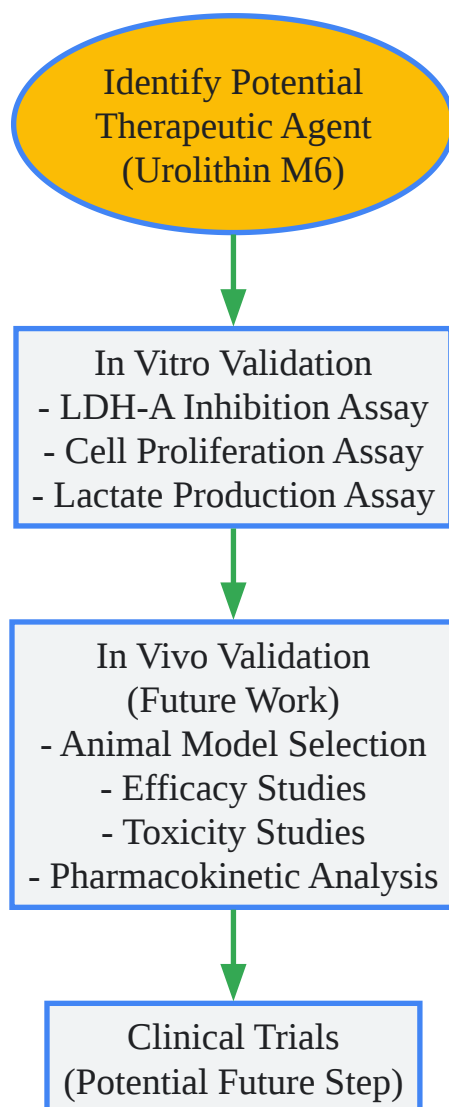 Identify Potential
Therapeutic Agent
(Urolithin M6)
In Vitro Validation
- LDH-A Inhibition Assay
- Cell Proliferation Assay
- Lactate Production Assay
In Vivo Validation
(Future Work)
- Animal Model Selection
- Efficacy Studies
- Toxicity Studies
- Pharmacokinetic Analysis
Clinical Trials
(Potential Future Step)